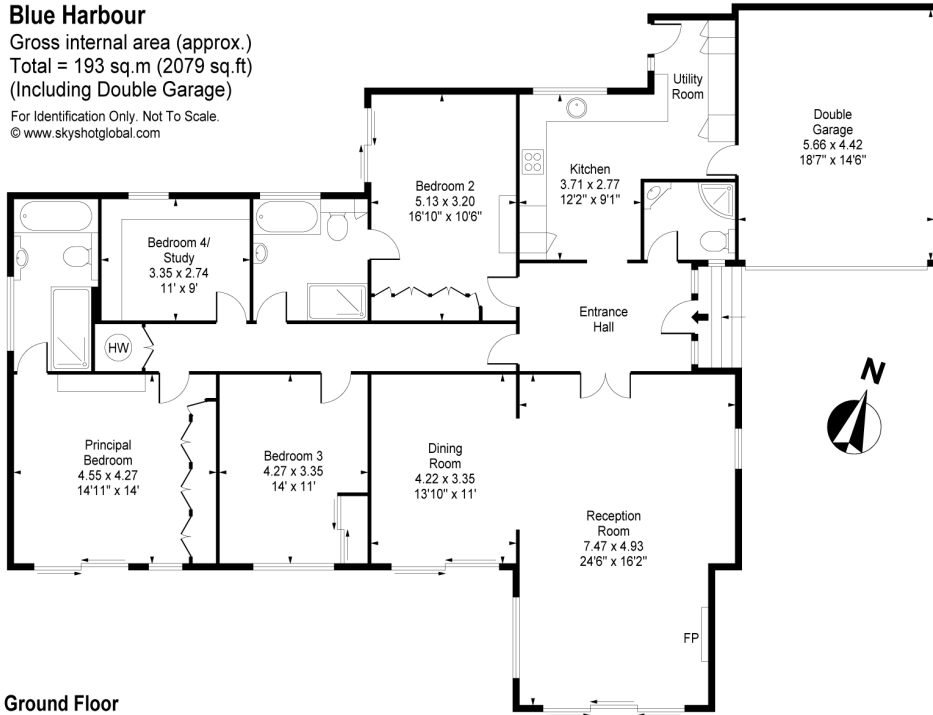 Blue Harbour
Gross internal area (approx.)
Total = 193 sq.m (2079 sq.ft)
(Including Double Garage)
For Identification Only. Not To Scale.
© www.skyshotglobal.com
Utility
Room
Double
Garage
5.66 x 4.42
18'7" x 14'6"
Kitchen
3.71 x 2.77
12'2" x 9'1"
Bedroom 2
5.13 x 3.20
16'10" x 10'6"
Bedroom 4/
Study
3.35 x 2.74
11' x 9'
Entrance
Hall
HW
N
Principal
Bedroom
4.55 x 4.27
14'11" x 14'
Bedroom 3
4.27 x 3.35
14' x 11'
Dining
Room
4.22 x 3.35
13'10" x 11'
Reception
Room
7.47 x 4.93
24'6" x 16'2"
FP
Ground Floor